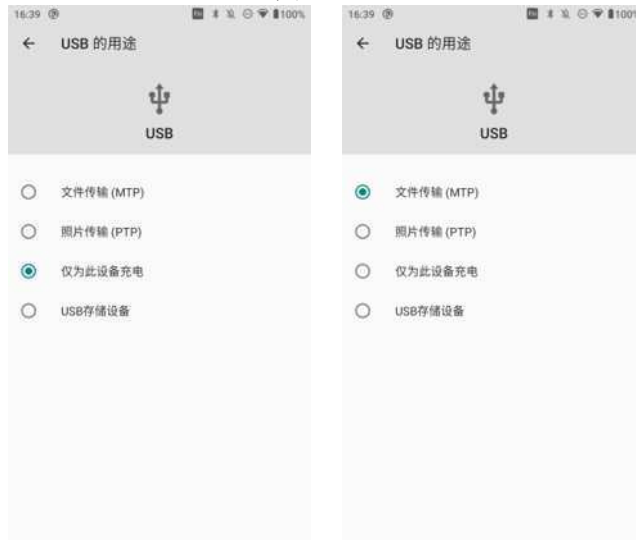 16:39
100%
USB 的用途
USB
文件传输 (MTP)
照片传输 (PTP)
仅为此设备充电
USB存储设备
16:39
100%
USB 的用途
USB
文件传输 (MTP)
照片传输 (PTP)
仅为此设备充电
USB存储设备